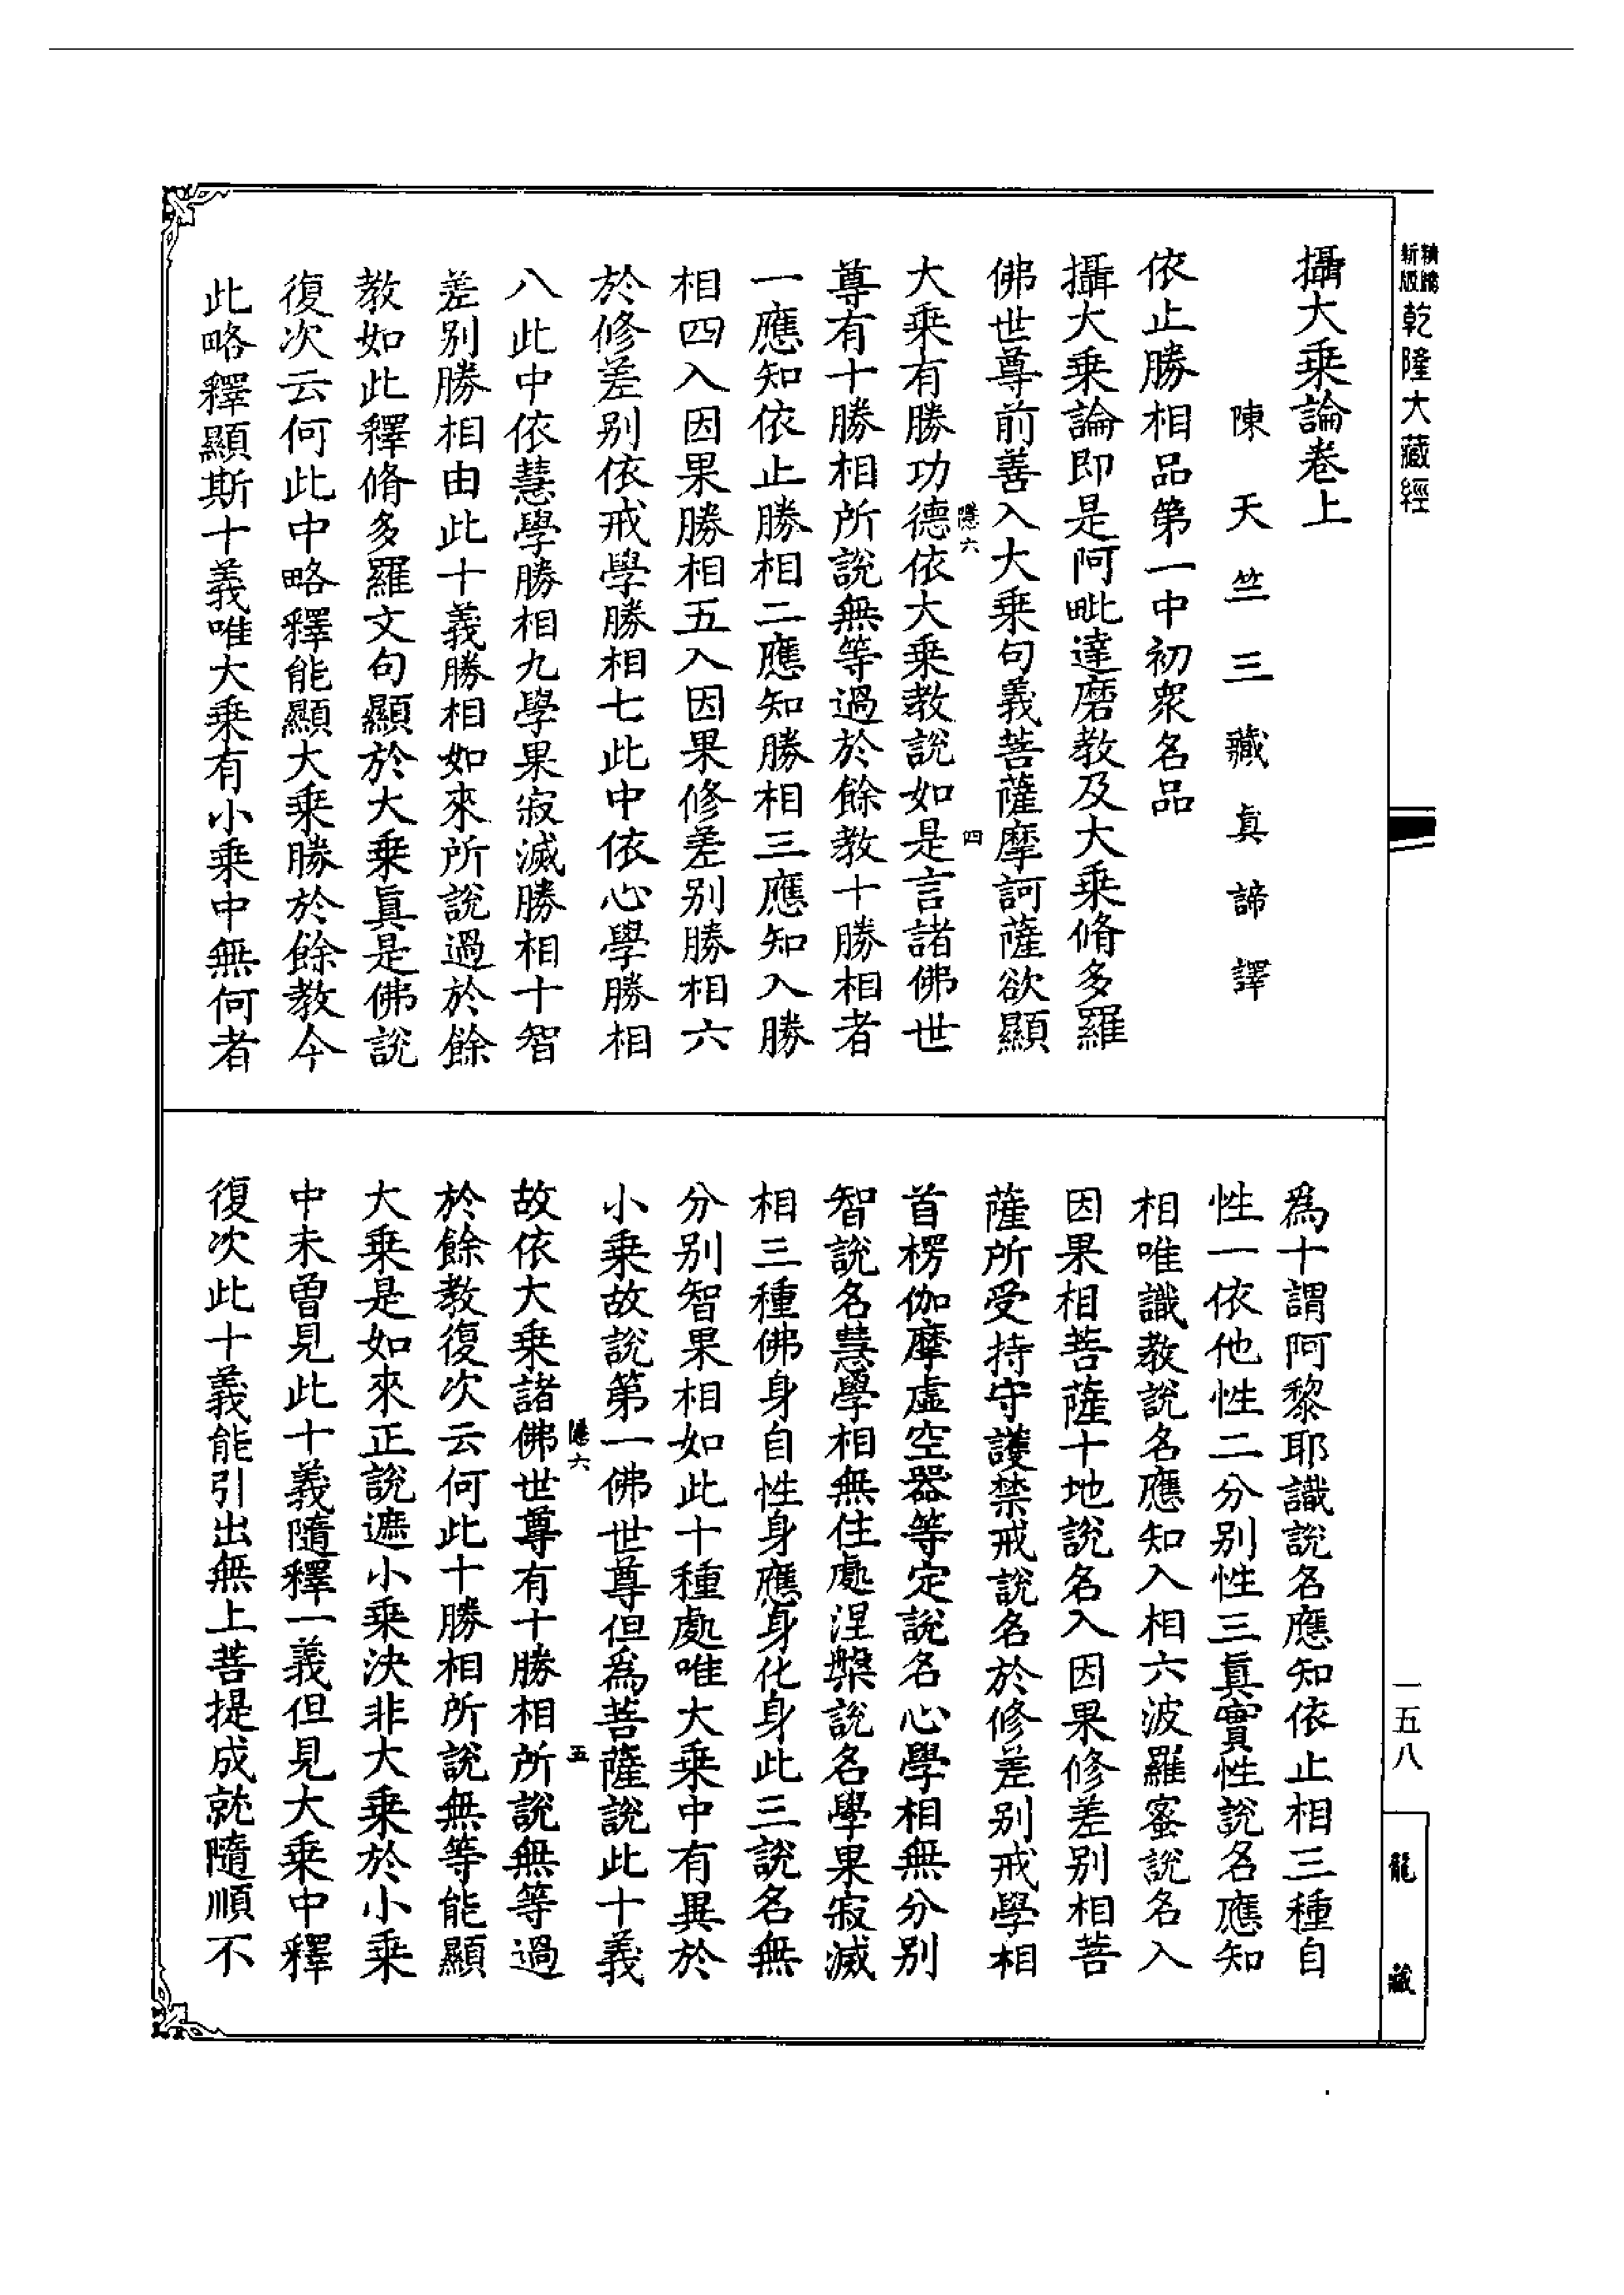 新版
精縮
乾隆大藏經
攝大乘論卷上
陳天竺三藏真諦譯
依止勝相品第一中初衆名品
攝大乘論即是阿毗達磨教及大乘脩多羅
佛世尊前善入大乘句義菩薩摩訶薩欲顯
隱六
四
大乘有勝功德依大乘教說如是言諸佛世
尊有十勝相所說無等過於餘教十勝相者
一應知依止勝相二應知勝相三應知入勝
相四入因果勝相五入因果修差别勝相六
於修差别依戒學勝相七此中依心學勝相
八此中依慧學勝相九學果寂滅勝相十智
差别勝相由此十義勝相如來所說過於餘
教如此釋脩多羅文句顯於大乘眞是佛說
復次云何此中略釋能顯大乘勝於餘教今
此略釋顯斯十義唯大乘有小乘中無何者
為十謂阿黎耶識說名應知依止相三種自
性一依他性二分别性三眞實性說名應知
相唯識教說名應知入相六波羅蜜說名入
因果相菩薩十地說名入因果修差别相菩
薩所受持守護禁戒說名於修差别戒學相
首楞伽摩虛空器等定說名心學相無分别
智說名慧學相無住處涅槃說名學果寂滅
相三種佛身自性身應身化身此三說名無
分别智果相如此十種處唯大乘中有異於
小乘故說第一佛世尊但為菩薩說此十義
隱六
五
故依大乘諸佛世尊有十勝相所說無等過
於餘教復次云何此十勝相所說無等能顯
大乘是如來正說遮小乘決非大乘於小乘
中未曾見此十義隨釋一義但見大乘中釋
復次此十義能引出無上菩提成就隨順不
一五八
龍藏